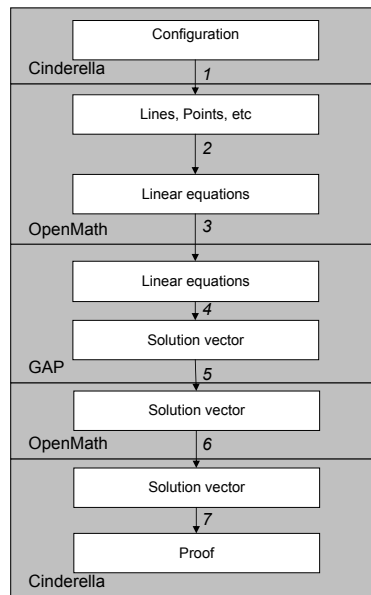 Configuration
1
Cinderella
Lines, Points, etc
2
Linear equations
3
OpenMath
Linear equations
4
Solution vector
5
GAP
Solution vector
6
OpenMath
Solution vector
7
Proof
Cinderella